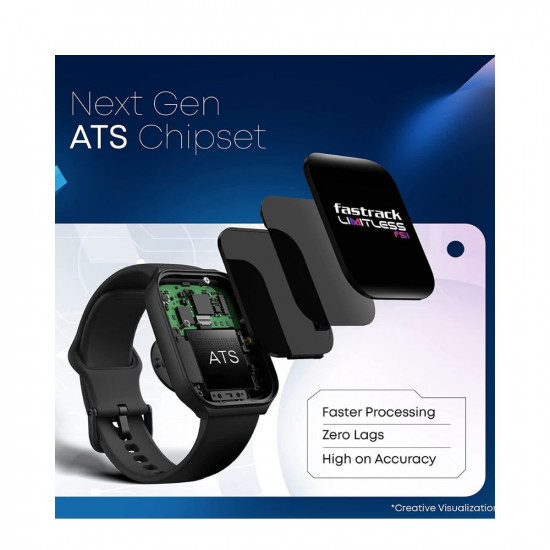 Next Gen
ATS Chipset
fastrack
LIMITLESS
FS1
ATS
Faster Processing
Zero Lags
High on Accuracy
*Creative Visualization